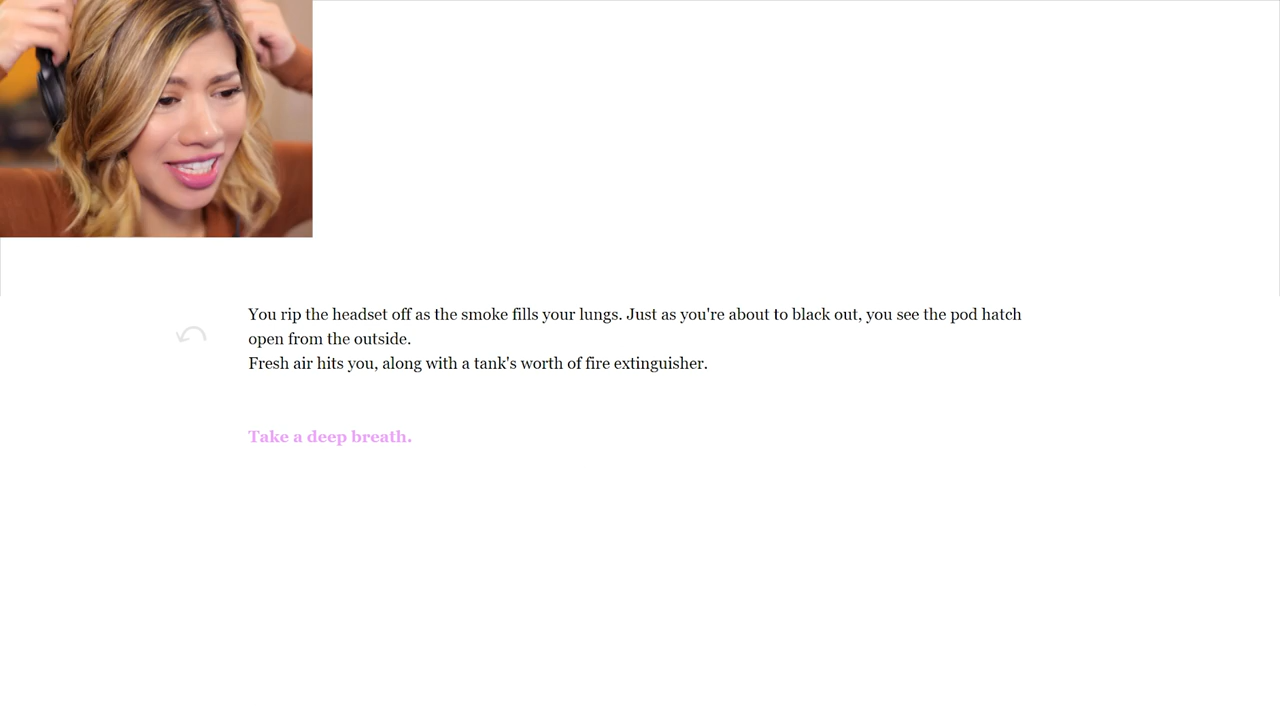 You rip the headset off as the smoke fills your lungs. Just as you're about to black out, you see the pod hatch
open from the outside.
Fresh air hits you, along with a tank's worth of fire extinguisher.
Take a deep breath.